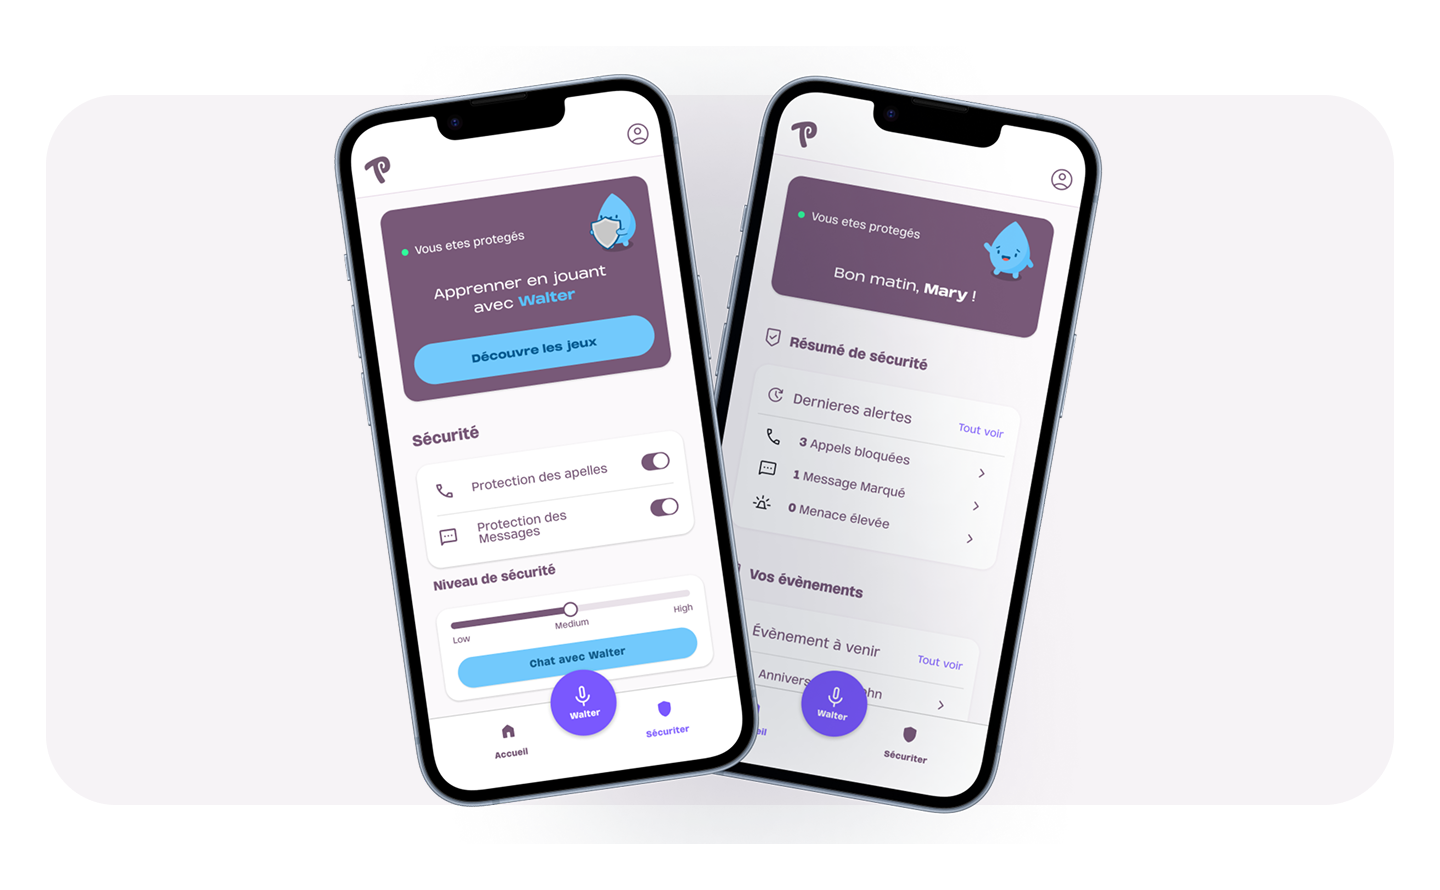 Vous etes protegés
Apprenner en jouant
avec Walter
Découvre les jeux
Sécurité
Protection des apelles
Protection des
Messages
Niveau de sécurité
Low
Medium
High
Chat avec Walter
Accueil
Walter
Sécuriter
Vous etes protegés
Bon matin, Mary !
Résumé de sécurité
Dernieres alertes
Tout voir
3 Appels bloquées
1 Message Marqué
0 Menace élevée
Vos évènements
Évènement à venir
Tout voir
Walter
Sécuriter